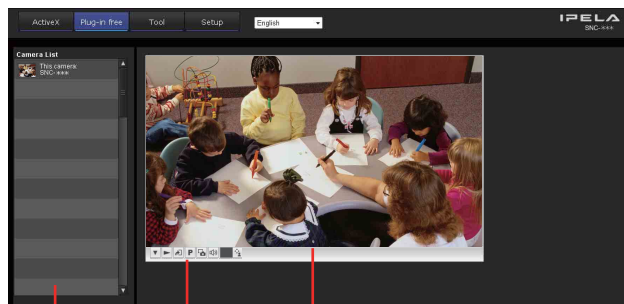 ActiveX
Plug-in free
Tool
Setup
English
IPELA
SNC-***
Camera List
This camera
SNC-***
P